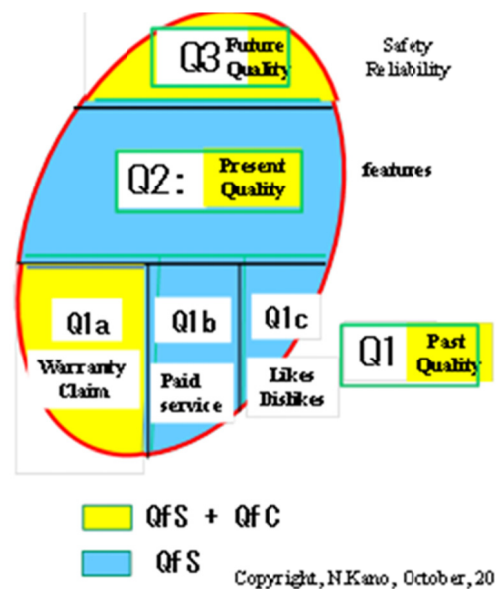 Q3 Future Quality
Safety
Reliability
Q2: Present Quality
features
Q1a
Warranty
Claim
Q1b
Paid
service
Q1c
Likes
Dislikes
Q1 Past Quality
QfS + QfC
QfS
Copyright, N.Kano, October, 20